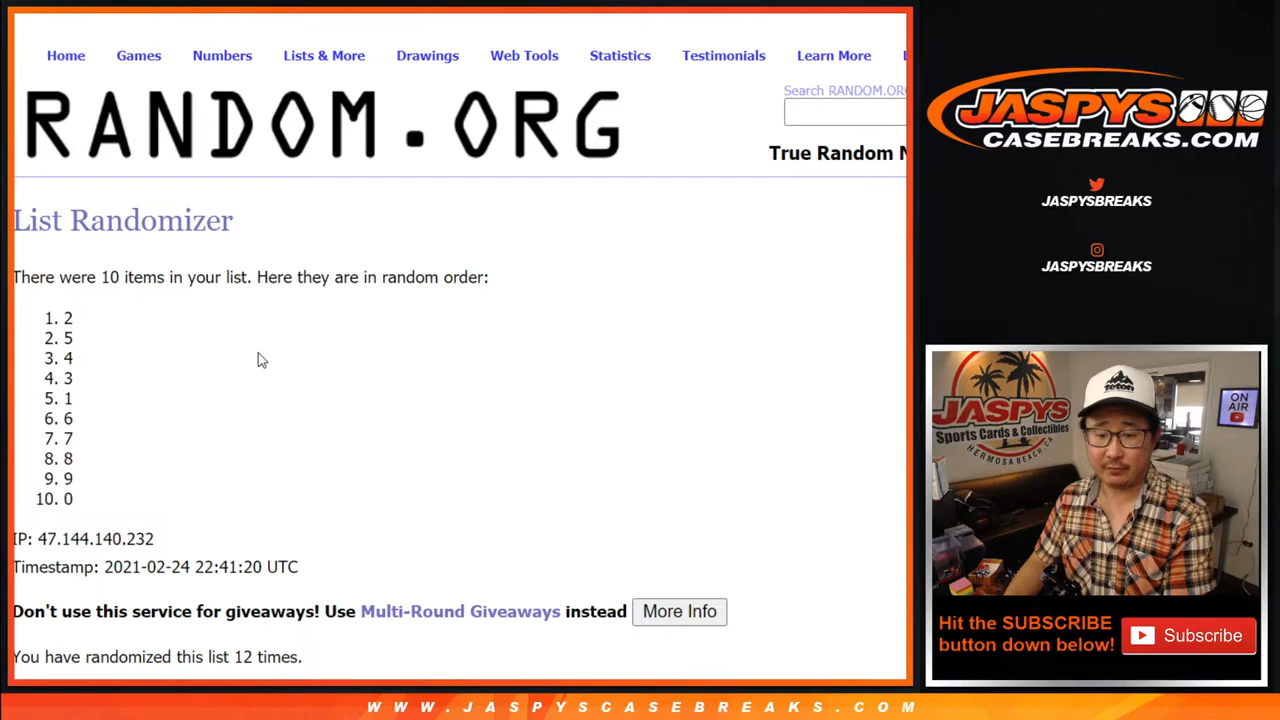 Home Games Numbers Lists & More Drawings Web Tools Statistics Testimonials Learn More
RANDOM.ORG
Search RANDOM.ORG
True Random N
List Randomizer
There were 10 items in your list. Here they are in random order:
1. 2
2. 5
3. 4
4. 3
5. 1
6. 6
7. 7
8. 8
9. 9
10. 0
IP: 47.144.140.232
Timestamp: 2021-02-24 22:41:20 UTC
Don't use this service for giveaways! Use Multi-Round Giveaways instead More Info
You have randomized this list 12 times.
JASPYS
CASEBREAKS.COM
JASPYSBREAKS
JASPYSBREAKS
JASPYS
Sports Cards & Collectibles
HERMOSA BEACH, CA
ON
AIR
Hit the SUBSCRIBE
button down below!
Subscribe
WWW.JASPYSCASEBREAKS.COM